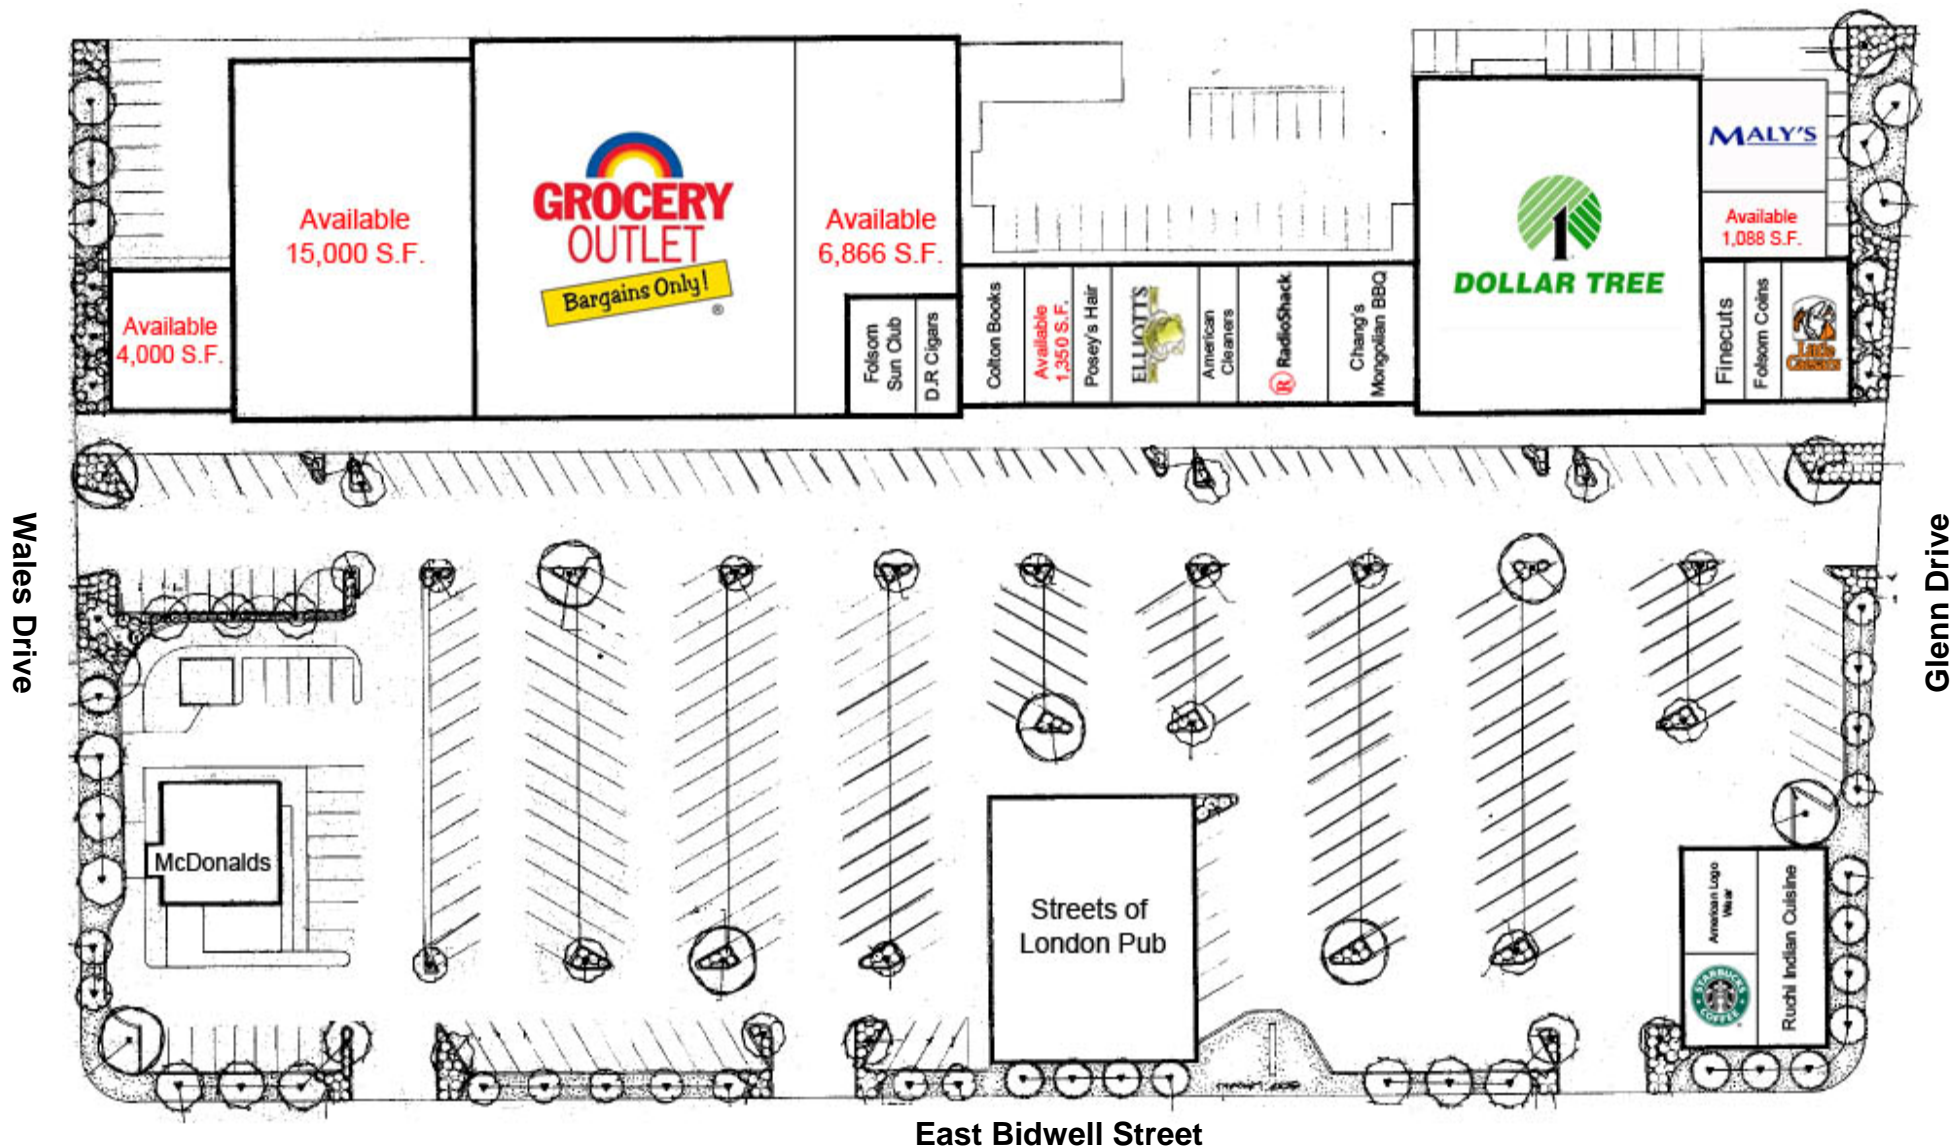 Available
15,000 S.F.
GROCERY
OUTLET
Bargains Only!
®
Available
6,866 S.F.
Available
4,000 S.F.
Folsom
Sun Club
D.R Cigars
Colton Books
Available
1,350 S.F.
Posey's Hair
ELLIOTT'S
American
Cleaners
R RadioShack
Chang's
Mongolian BBQ
1
DOLLAR TREE
MALY'S
Available
1,088 S.F.
Finecuts
Folsom Coins
Little
Caesars
Wales Drive
Glenn Drive
McDonalds
Streets of
London Pub
American Logo
Wear
STARBUCKS
COFFEE
Ruchi Indian Cuisine
East Bidwell Street